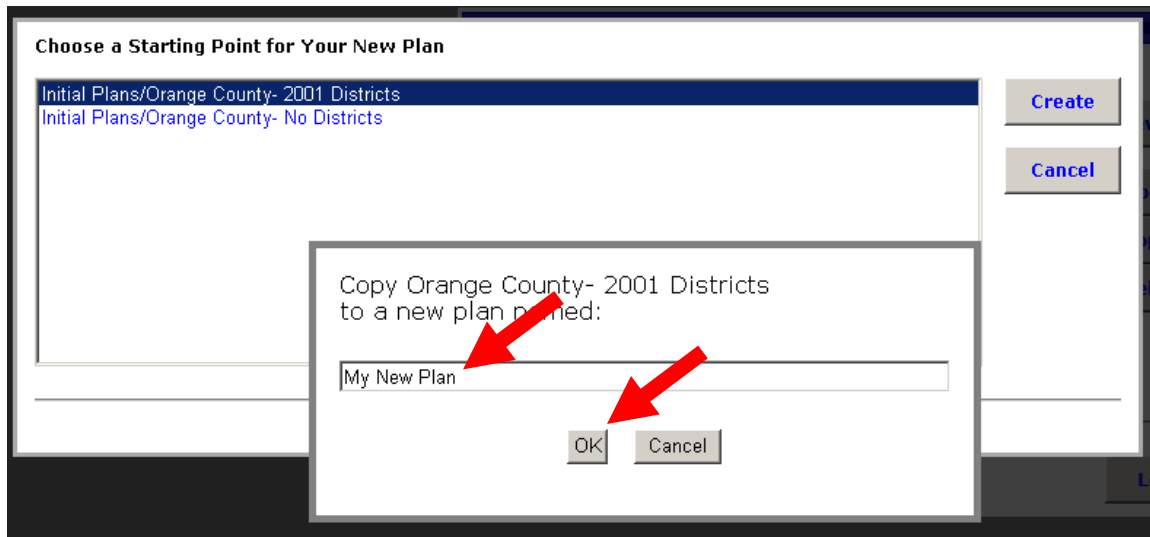 Choose a Starting Point for Your New Plan
Initial Plans/Orange County- 2001 Districts
Initial Plans/Orange County- No Districts
Create
Cancel
Copy Orange County- 2001 Districts
to a new plan named:
My New Plan
OK
Cancel